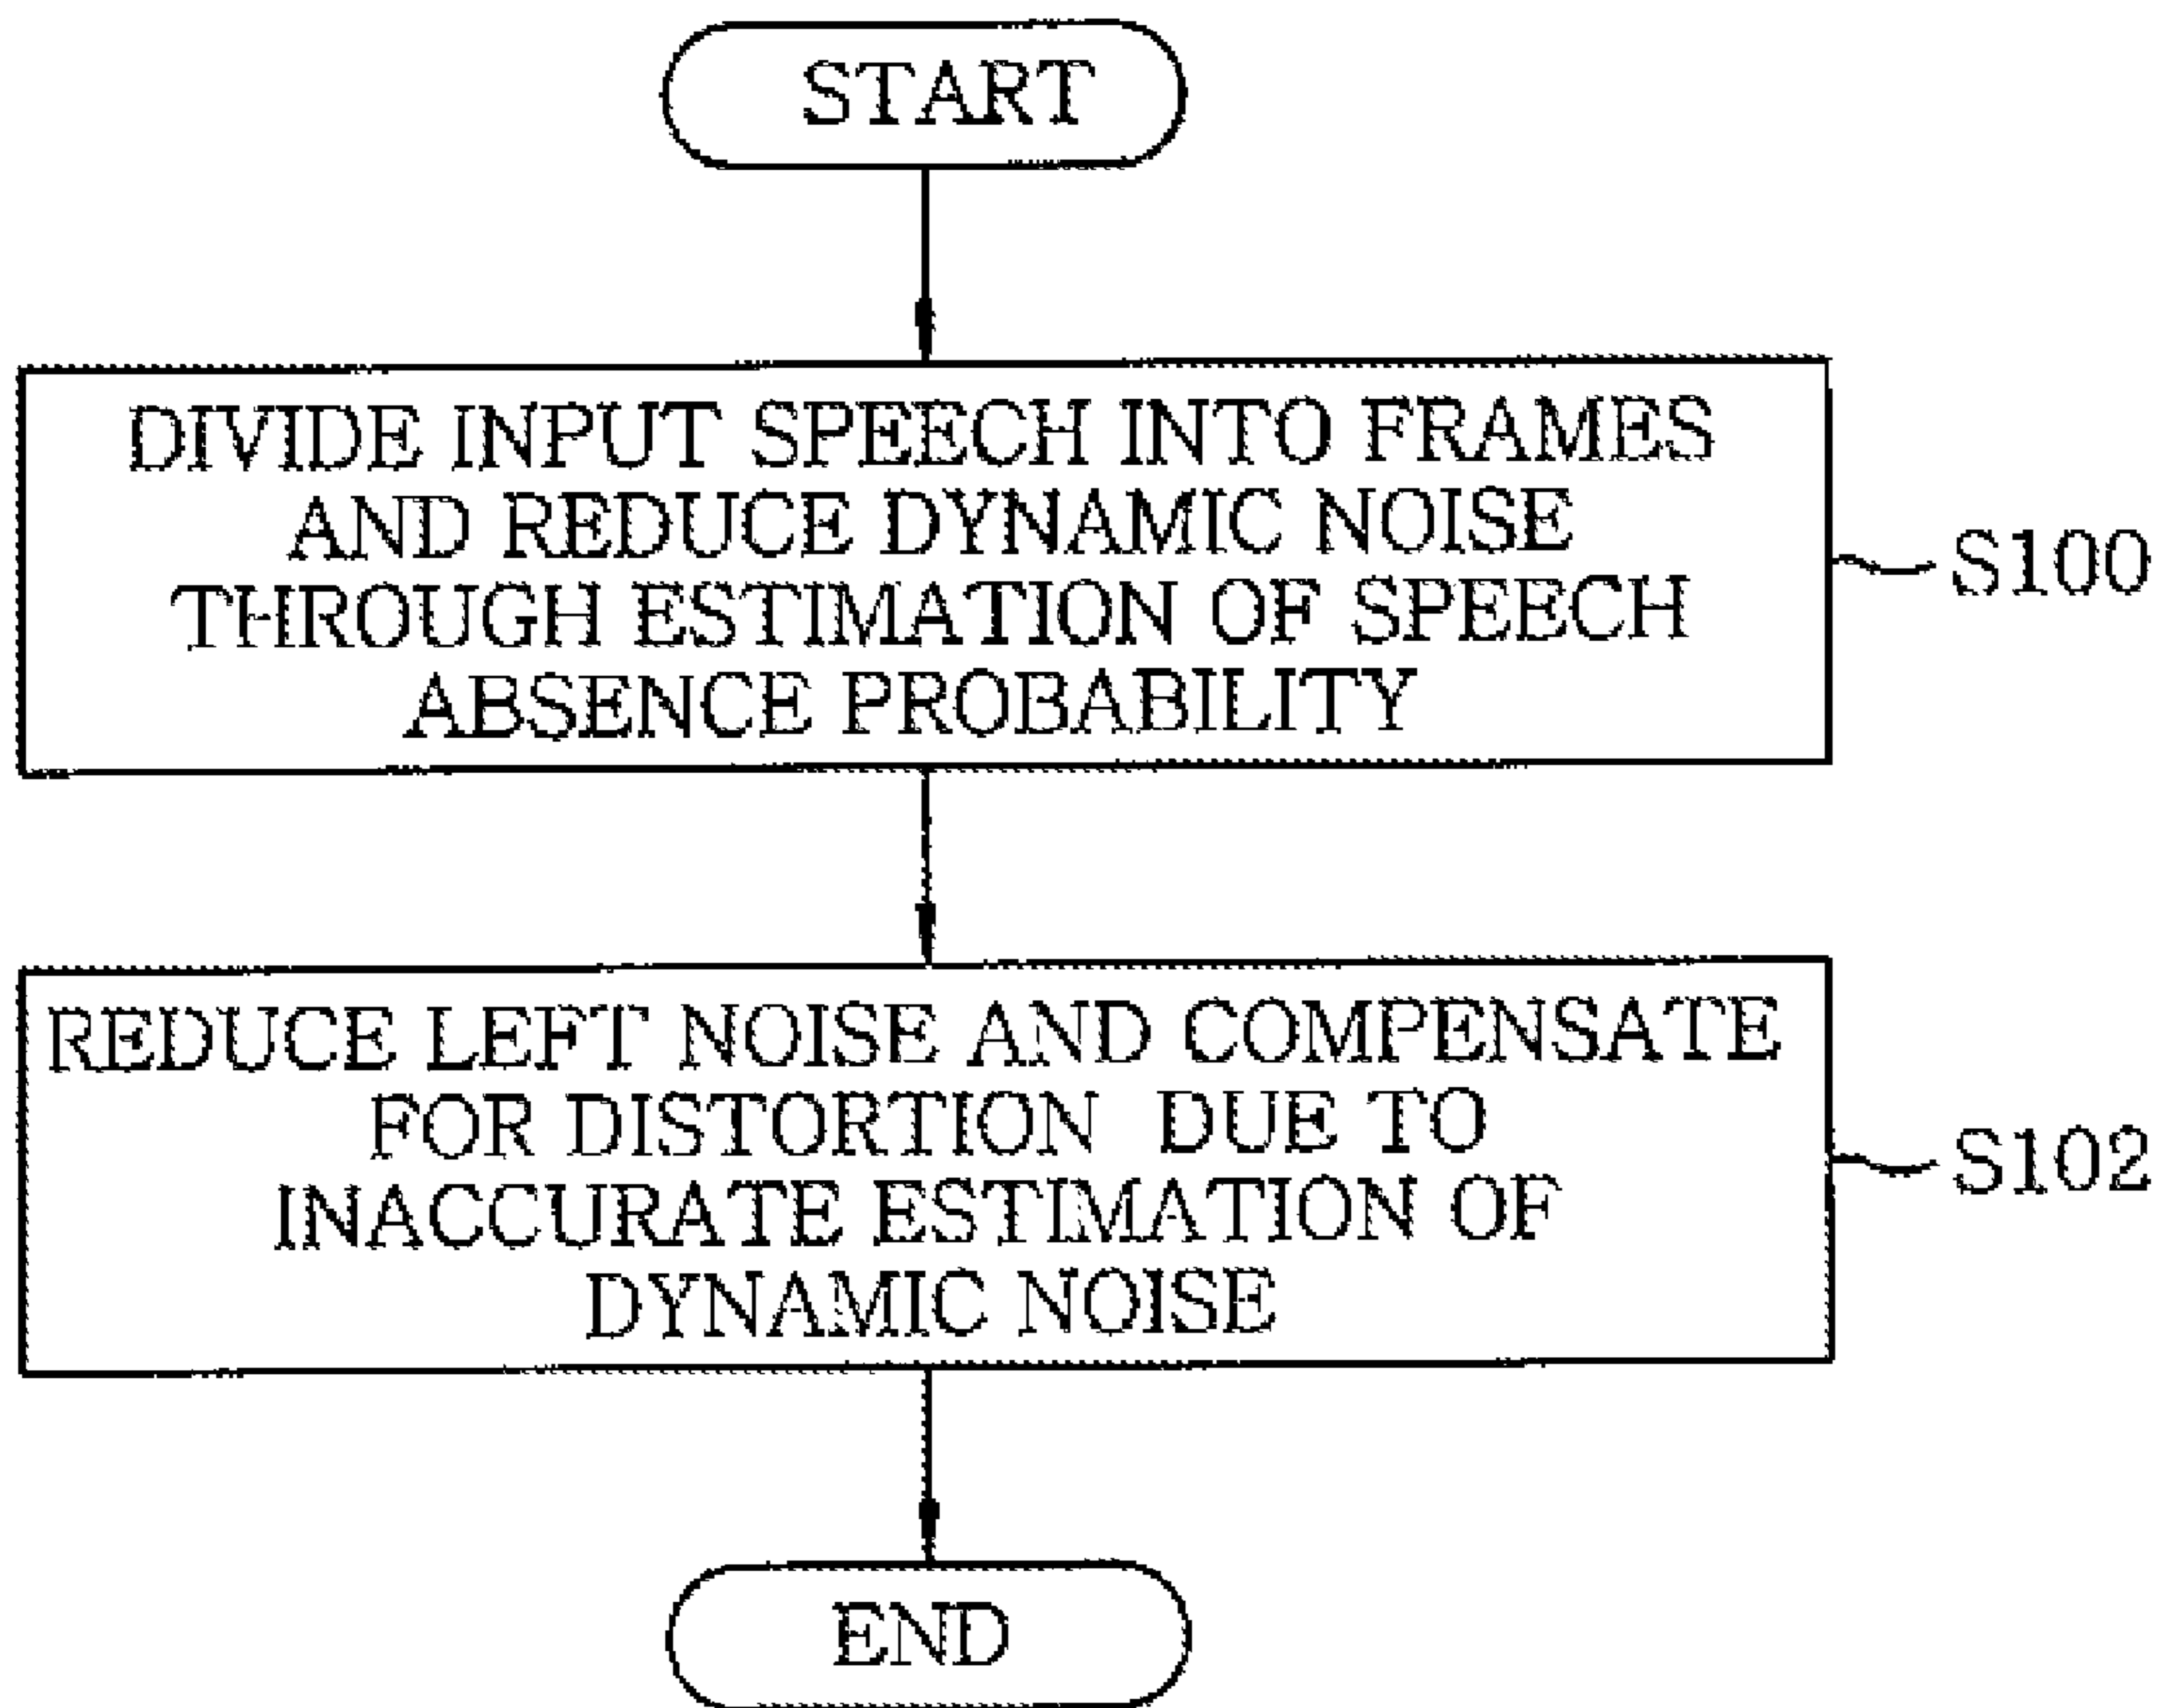 START
DIVIDE INPUT SPEECH INTO FRAMES
AND REDUCE DYNAMIC NOISE
THROUGH ESTIMATION OF SPEECH
ABSENCE PROBABILITY
S100
REDUCE LEFT NOISE AND COMPENSATE
FOR DISTORTION DUE TO
INACCURATE ESTIMATION OF
DYNAMIC NOISE
S102
END